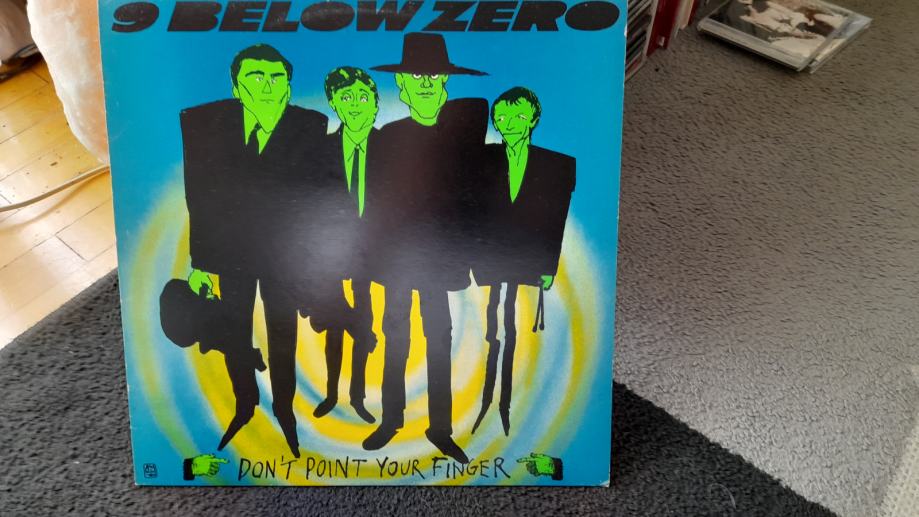 9 BELOW ZERO
DON'T POINT YOUR FINGER